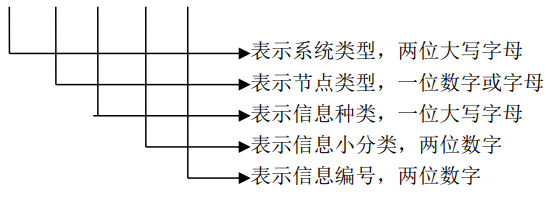 表示系统类型，两位大写字母
表示节点类型，一位数字或字母
表示信息种类，一位大写字母
表示信息小分类，两位数字
表示信息编号，两位数字